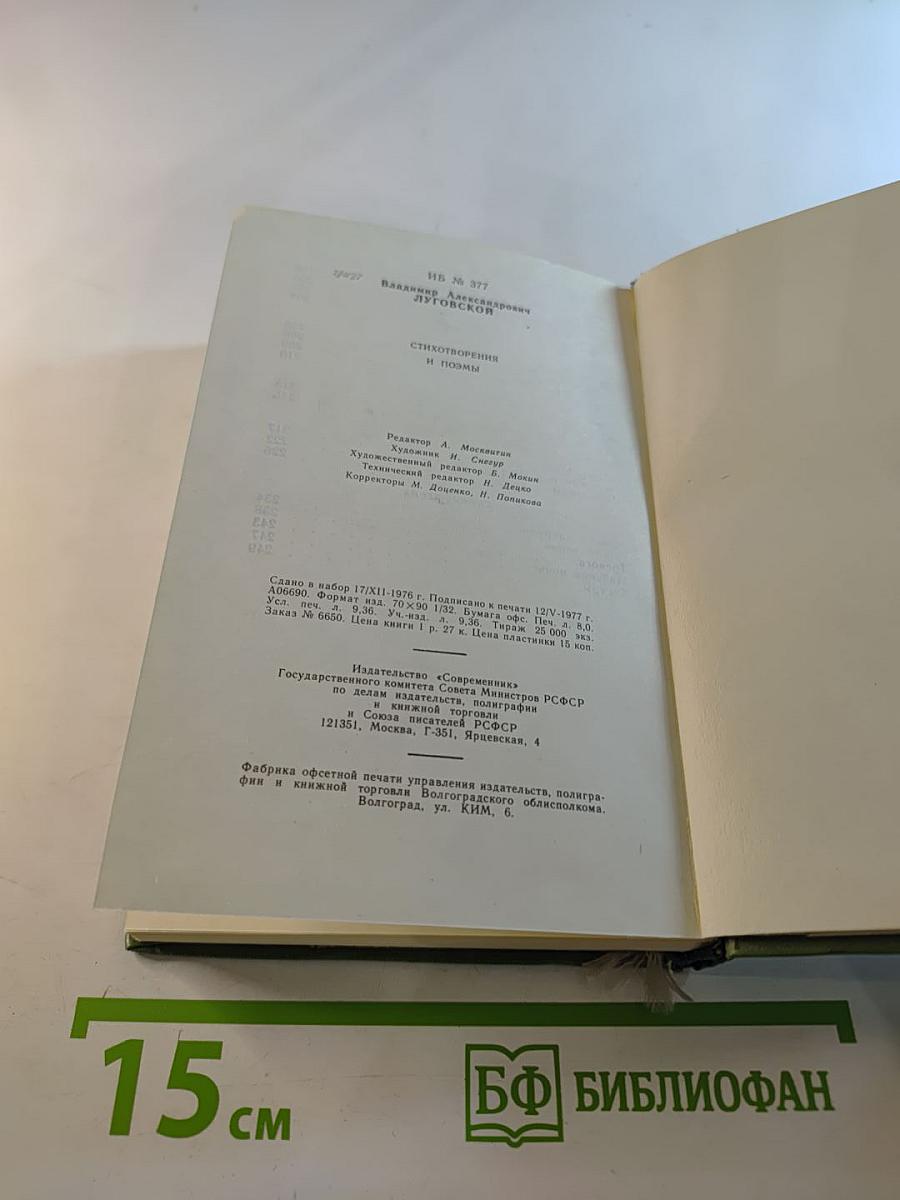 ИБ № 377
Владимир Александрович
ЛУГОВСКОЙ
СТИХОТВОРЕНИЯ
И ПОЭМЫ
Редактор А. Москвитин
Художник И. Снегур
Художественный редактор Б. Мокин
Технический редактор Н. Децко
Корректоры М. Доценко, Н. Попикова
Сдано в набор 17/XII-1976 г. Подписано к печати 12/V-1977 г.
А06690. Формат изд. 70×90 1/32. Бумага офс. Печ. л. 8,0.
Усл. печ. л. 9,36. Уч.-изд. л. 9,36. Тираж 25 000 экз.
Заказ № 6650. Цена книги 1 р. 27 к. Цена пластинки 15 коп.
Издательство «Современник»
Государственного комитета Совета Министров РСФСР
по делам издательств, полиграфии
и книжной торговли
и Союза писателей РСФСР
121351, Москва, Г-351, Ярцевская, 4
Фабрика офсетной печати управления издательств, полигра-
фии и книжной торговли Волгоградского облисполкома.
Волгоград, ул. КИМ, 6.
15 см
БФ БИБЛИОФАН